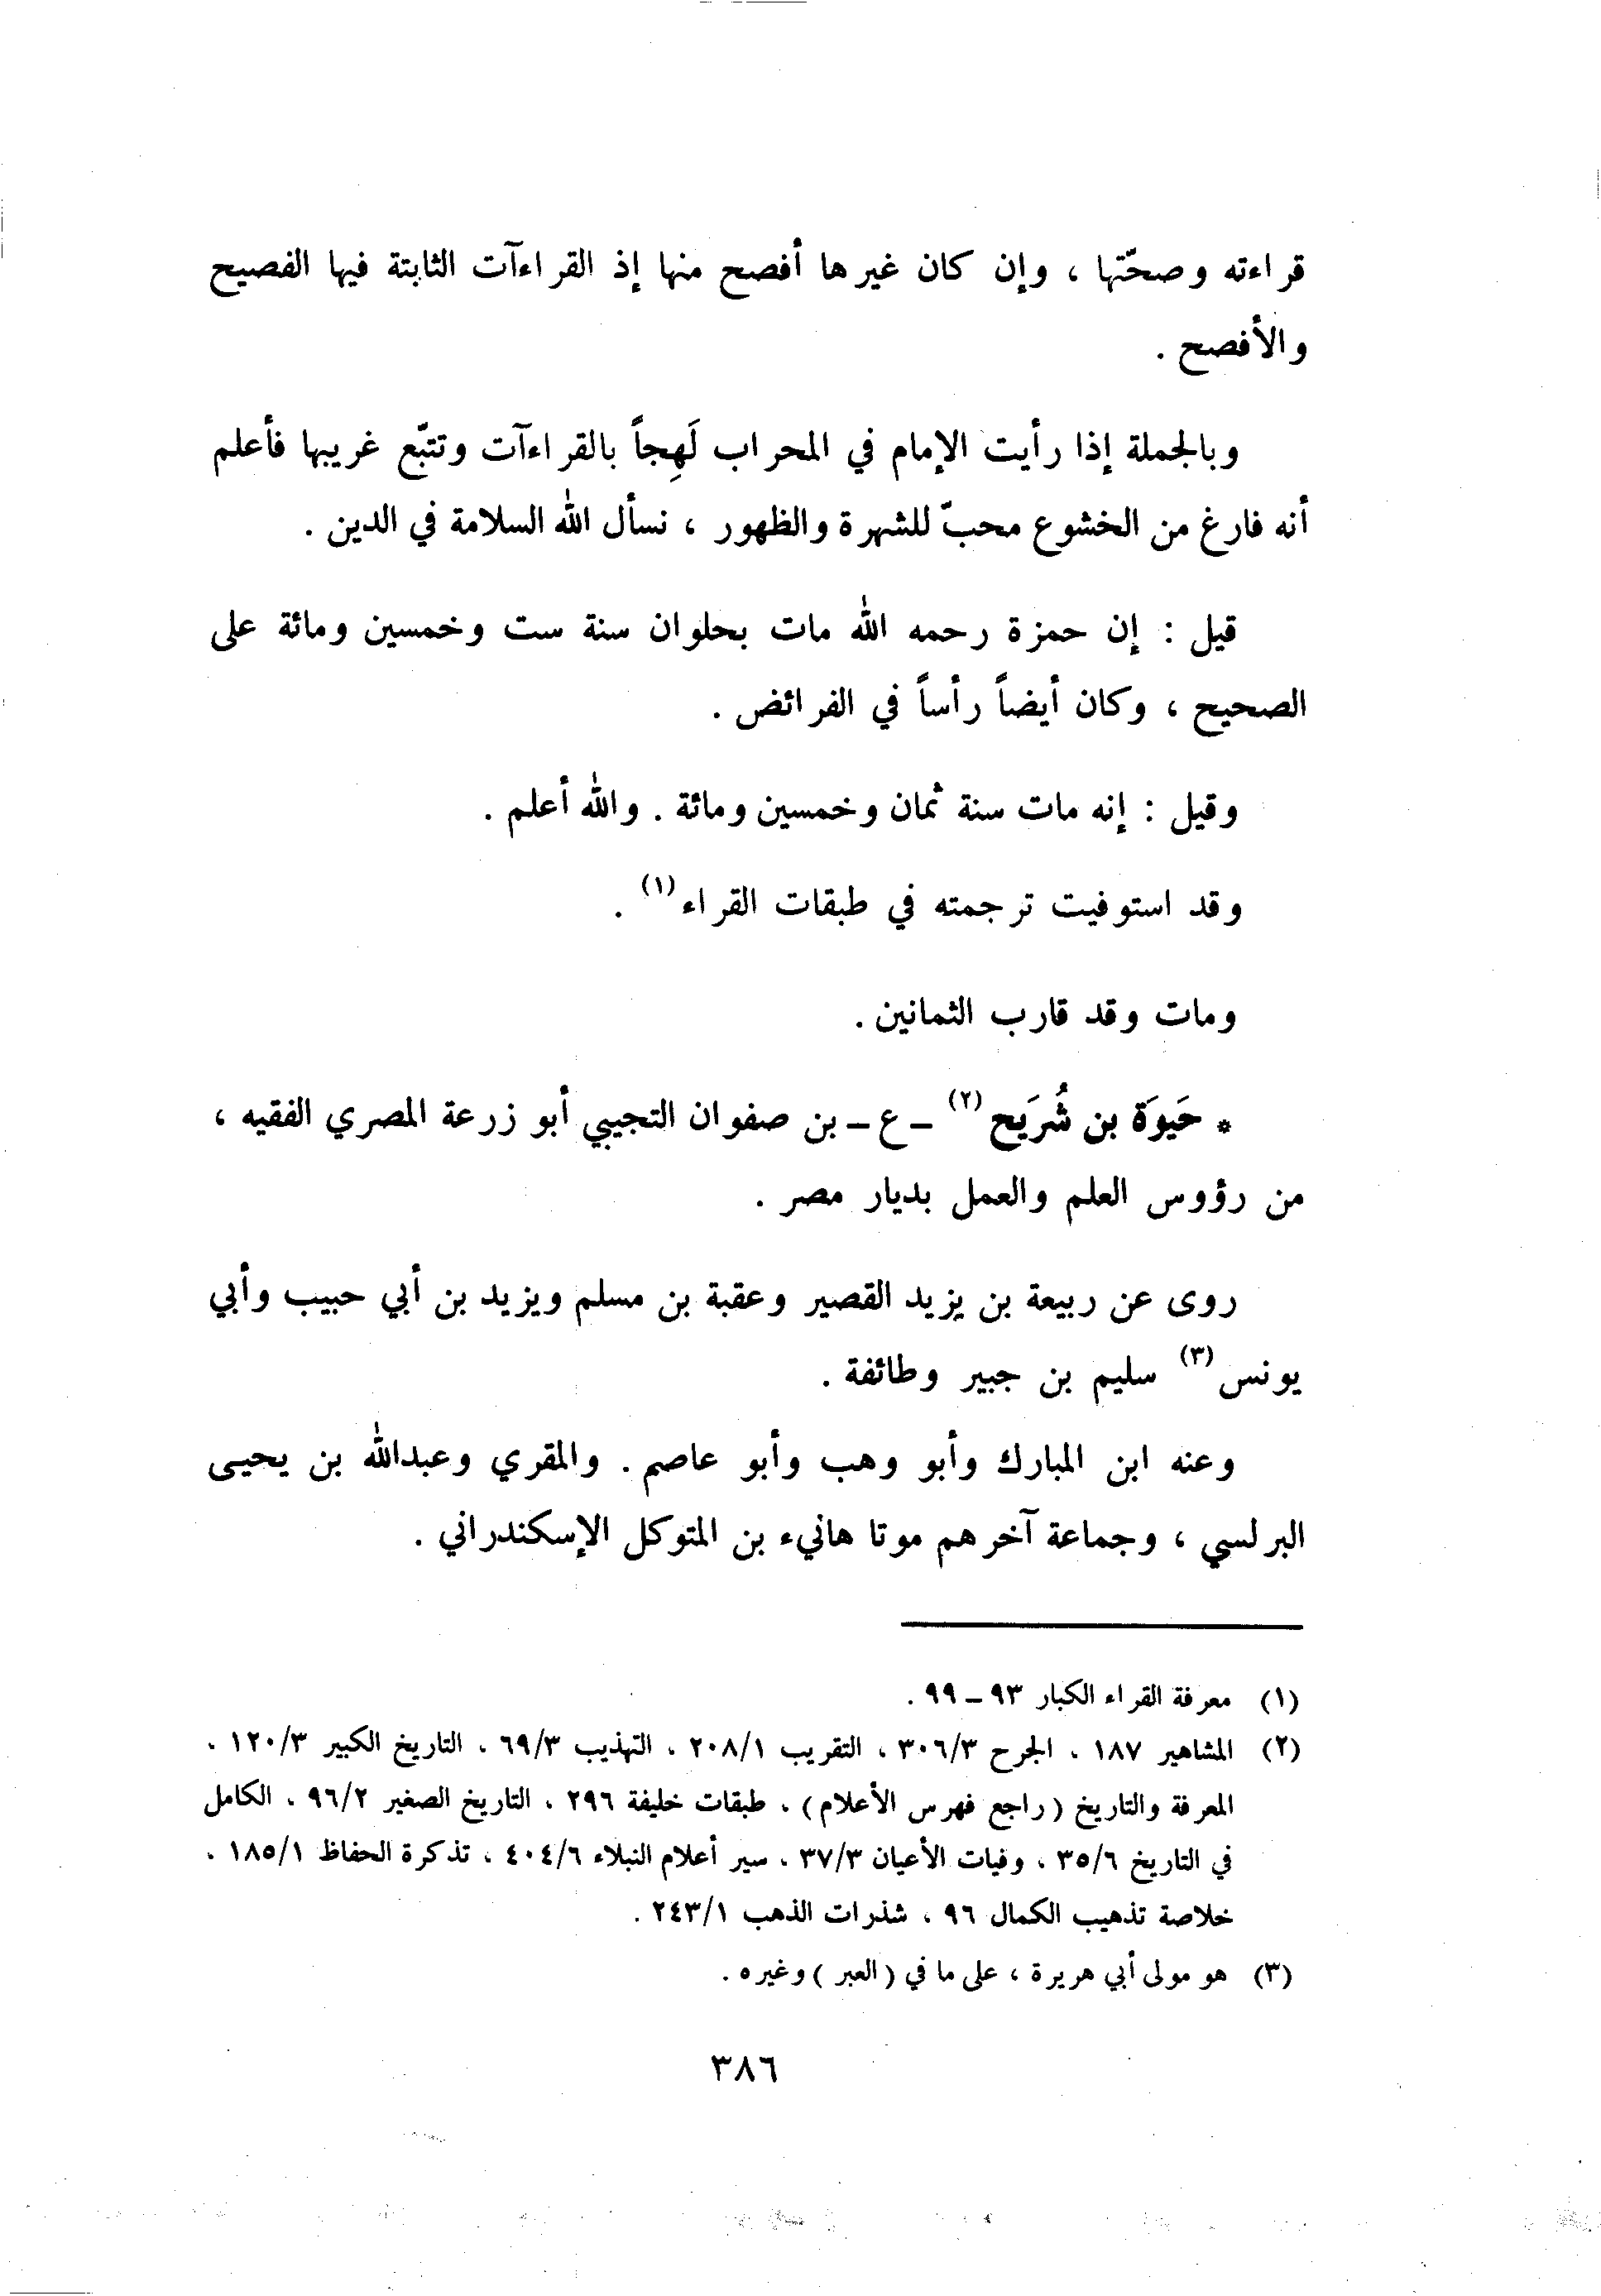 قراءته وصحّتها ، وإن كان غيرها أفصح منها إذ القراءآت الثابتة فيها الفصيح
والأفصح .
وبالجملة إذا رأيت الإمام في المحراب لَهِجاً بالقراءآت وتتبّع غريبها فأعلم
أنه فارغ من الخشوع محبّ للشهرة والظهور ، نسأل الله السلامة في الدين .
قيل : إن حمزة رحمه الله مات بحلوان سنة ست وخمسين ومائة على
الصحيح ، وكان أيضاً رأساً في الفرائض .
وقيل : إنه مات سنة ثمان وخمسين ومائة . والله أعلم .
وقد استوفيت ترجمته في طبقات القراء (١) .
ومات وقد قارب الثمانين .
* حَيوَة بن شُرَيح (٢) – ع – بن صفوان التجيبي أبو زرعة المصري الفقيه ،
من رؤوس العلم والعمل بديار مصر .
روى عن ربيعة بن يزيد القصير وعقبة بن مسلم ويزيد بن أبي حبيب وأبي
يونس (٣) سليم بن جبير وطائفة .
وعنه ابن المبارك وأبو وهب وأبو عاصم . والمقري وعبدالله بن يحيى
البرلسي ، وجماعة آخرهم موتا هانيء بن المتوكل الإسكندراني .
(١) معرفة القراء الكبار ٩٣ – ٩٩ .
(٢) المشاهير ١٨٧ ، الجرح ٣٠٦/٣ ، التقريب ٢٠٨/١ ، التهذيب ٦٩/٣ ، التاريخ الكبير ١٢٠/٣ ،
المعرفة والتاريخ (راجع فهرس الأعلام) ، طبقات خليفة ٢٩٦ ، التاريخ الصغير ٩٦/٢ ، الكامل
في التاريخ ٣٥/٦ ، وفيات الأعيان ٣٧/٣ ، سير أعلام النبلاء ٤٠٤/٦ ، تذكرة الحفاظ ١٨٥/١ ،
خلاصة تذهيب الكمال ٩٦ ، شذرات الذهب ٢٤٣/١ .
(٣) هو مولى أبي هريرة ، على ما في (العبر) وغيره .
٣٨٦